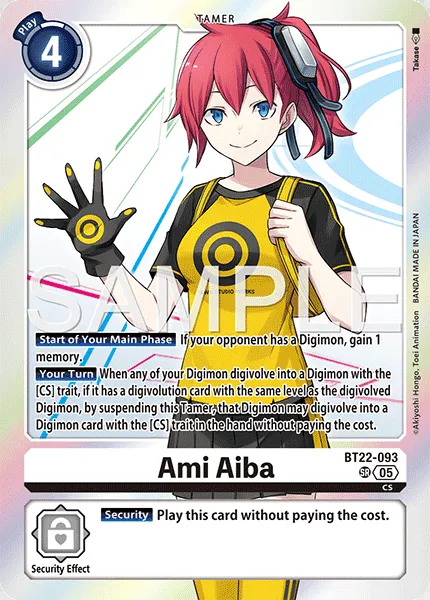 TAMER
Play
4
Takase
SAMPLE
STUDIO
Start of Your Main Phase If your opponent has a Digimon, gain 1
memory.
Your Turn When any of your Digimon digivolve into a Digimon with the
[CS] trait, if it has a digivolution card with the same level as the digivolved
Digimon, by suspending this Tamer, that Digimon may digivolve into a
Digimon card with the [CS] trait in the hand without paying the cost.
©Akiyoshi Hongo, Toei Animation BANDAI MADE IN JAPAN
BT22-093
Ami Aiba
SR 05
CS
Security Play this card without paying the cost.
Security Effect